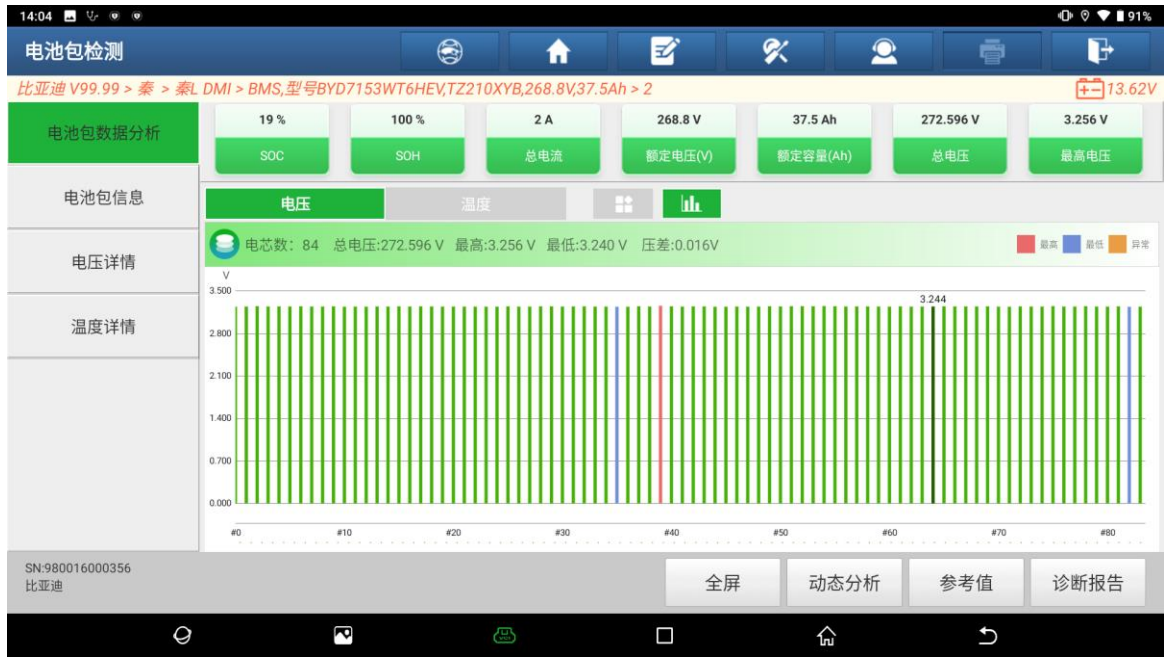 14:04 91%
电池包检测
比亚迪 V99.99 > 秦 > 秦L DMI > BMS,型号BYD7153WT6HEV,TZ210XYB,268.8V,37.5Ah > 2 13.62V
电池包数据分析
电池包信息
电压详情
温度详情
19 % 100 % 2 A 268.8 V 37.5 Ah 272.596 V 3.256 V
SOC SOH 总电流 额定电压(V) 额定容量(Ah) 总电压 最高电压
电压 温度
电芯数：84 总电压:272.596 V 最高:3.256 V 最低:3.240 V 压差:0.016V 最高 最低 异常
V
3.500
3.244
2.800
2.100
1.400
0.700
0.000
#0 #10 #20 #30 #40 #50 #60 #70 #80
SN:980016000356
比亚迪
全屏 动态分析 参考值 诊断报告